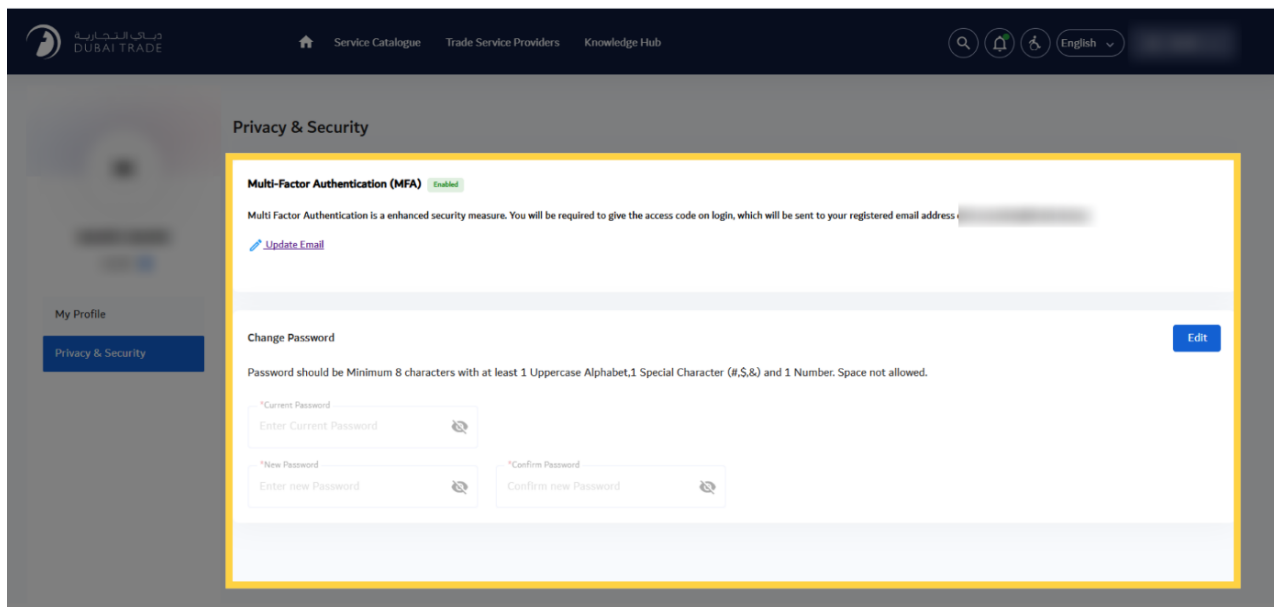 دبـاي التـجـاريـة
DUBAI TRADE
Service Catalogue
Trade Service Providers
Knowledge Hub
English
Privacy & Security
Multi-Factor Authentication (MFA) Enabled
Multi Factor Authentication is a enhanced security measure. You will be required to give the access code on login, which will be sent to your registered email address
Update Email
My Profile
Privacy & Security
Change Password
Edit
Password should be Minimum 8 characters with at least 1 Uppercase Alphabet,1 Special Character (#,$,&) and 1 Number. Space not allowed.
*Current Password
Enter Current Password
*New Password
Enter new Password
*Confirm Password
Confirm new Password